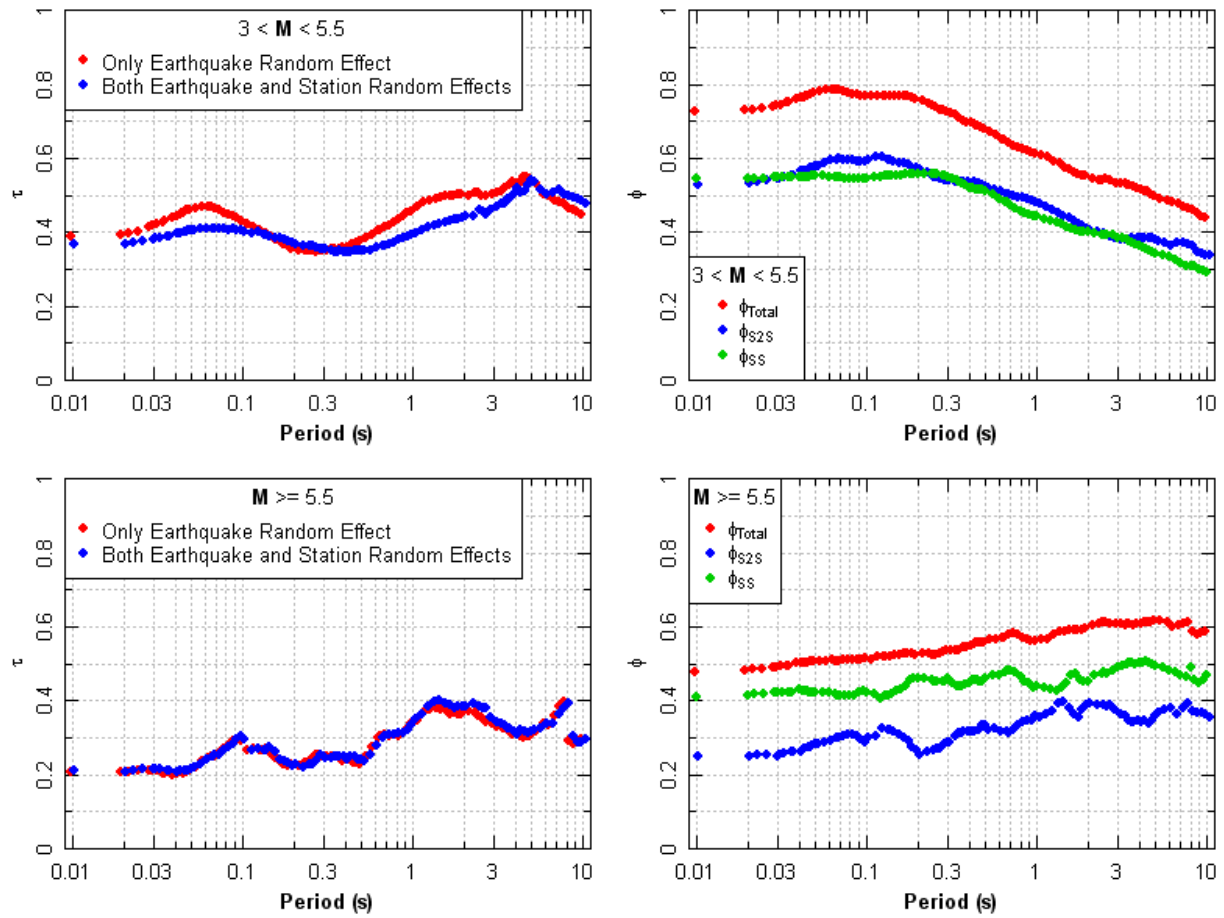 3 < M < 5.5
Only Earthquake Random Effect
Both Earthquake and Station Random Effects
τ
0 0.2 0.4 0.6 0.8 1
0.01 0.03 0.1 0.3 1 3 10
Period (s)
3 < M < 5.5
ϕTotal
ϕS2S
ϕSS
ϕ
0 0.2 0.4 0.6 0.8 1
0.01 0.03 0.1 0.3 1 3 10
Period (s)
M >= 5.5
Only Earthquake Random Effect
Both Earthquake and Station Random Effects
τ
0 0.2 0.4 0.6 0.8 1
0.01 0.03 0.1 0.3 1 3 10
Period (s)
M >= 5.5
ϕTotal
ϕS2S
ϕSS
ϕ
0 0.2 0.4 0.6 0.8 1
0.01 0.03 0.1 0.3 1 3 10
Period (s)